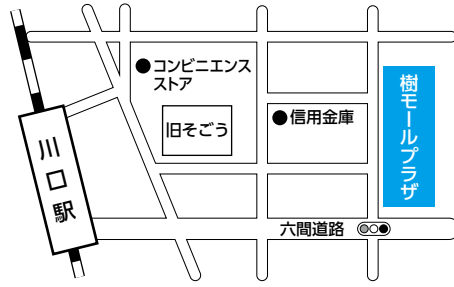 コンビニエンス
ストア
樹モールプラザ
旧そごう
信用金庫
川口駅
六間道路